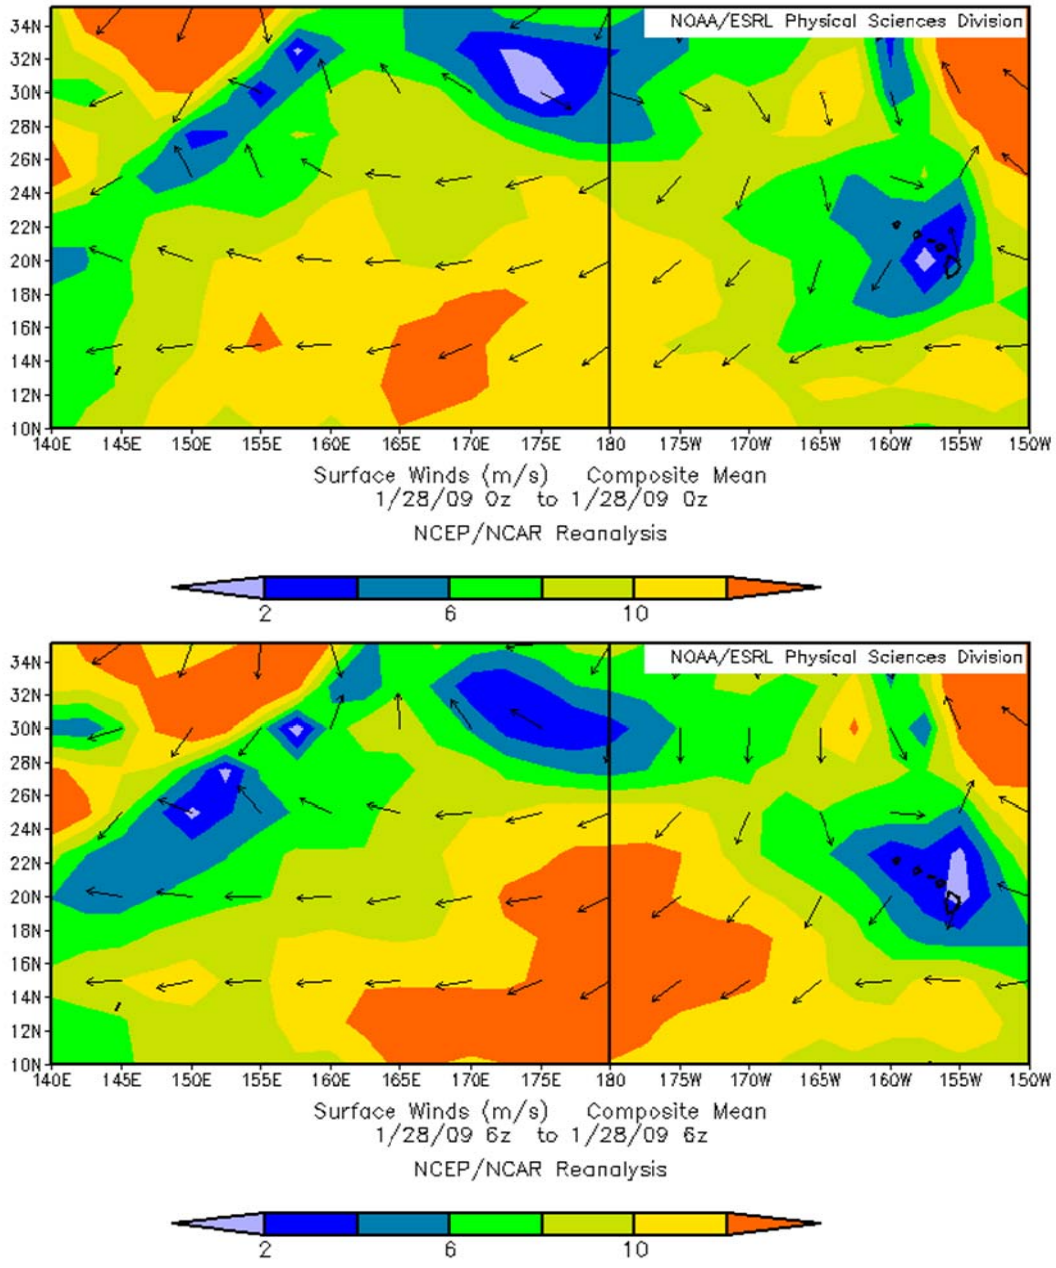 NOAA/ESRL Physical Sciences Division
34N
32N
30N
28N
26N
24N
22N
20N
18N
16N
14N
12N
10N
140E 145E 150E 155E 160E 165E 170E 175E 180 175W 170W 165W 160W 155W 150W
Surface Winds (m/s) Composite Mean
1/28/09 0z to 1/28/09 0z
NCEP/NCAR Reanalysis
2 6 10
NOAA/ESRL Physical Sciences Division
34N
32N
30N
28N
26N
24N
22N
20N
18N
16N
14N
12N
10N
140E 145E 150E 155E 160E 165E 170E 175E 180 175W 170W 165W 160W 155W 150W
Surface Winds (m/s) Composite Mean
1/28/09 6z to 1/28/09 6z
NCEP/NCAR Reanalysis
2 6 10